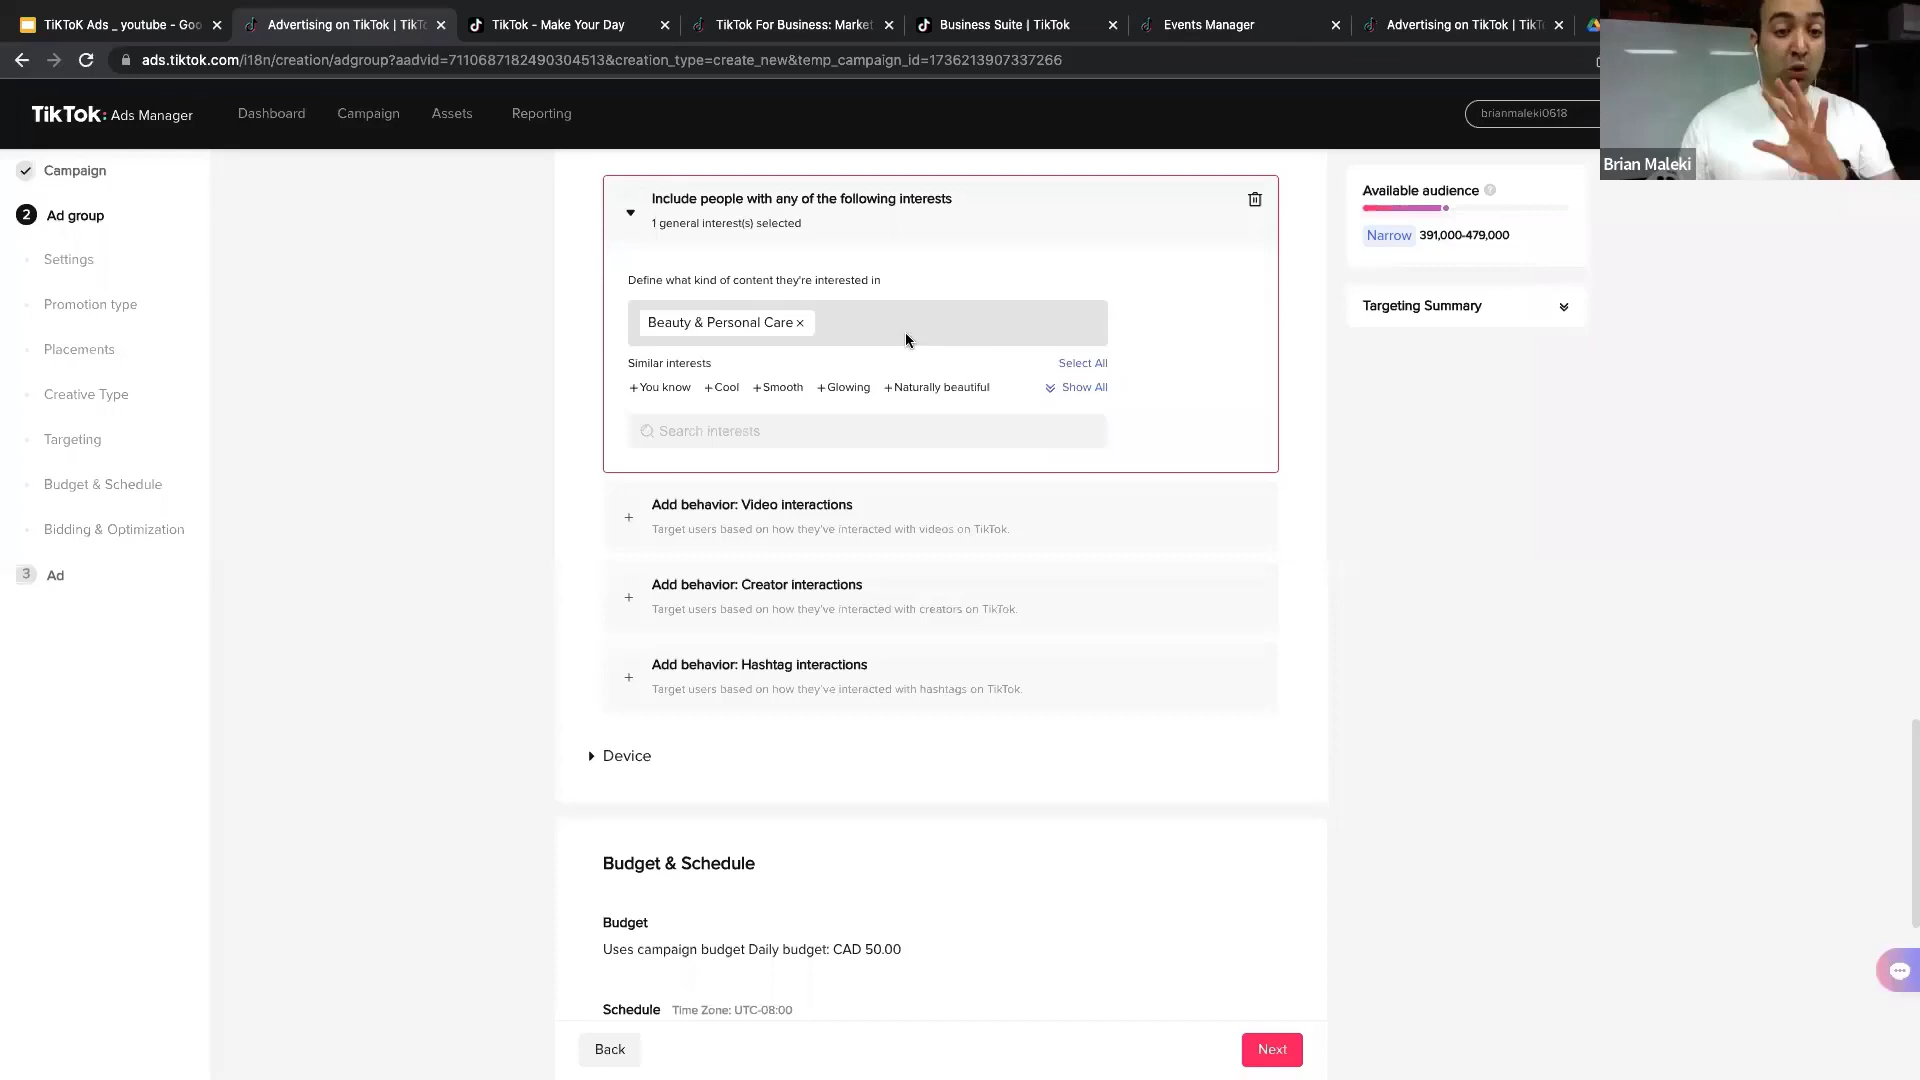 TikToK Ads _ youtube - Goo
Advertising on TikTok | TikT
TikTok - Make Your Day
TikTok For Business: Market
Business Suite | TikTok
Events Manager
Advertising on TikTok | TikT
ads.tiktok.com/i18n/creation/adgroup?aadvid=7110687182490304513&creation_type=create_new&temp_campaign_id=1736213907337266
TikTok: Ads Manager
Dashboard
Campaign
Assets
Reporting
brianmaleki0618
Brian Maleki
Campaign
2 Ad group
Settings
Promotion type
Placements
Creative Type
Targeting
Budget & Schedule
Bidding & Optimization
3 Ad
Include people with any of the following interests
1 general interest(s) selected
Define what kind of content they're interested in
Beauty & Personal Care ×
Similar interests
Select All
+You know +Cool +Smooth +Glowing +Naturally beautiful
Show All
Search interests
+ Add behavior: Video interactions
Target users based on how they've interacted with videos on TikTok.
+ Add behavior: Creator interactions
Target users based on how they've interacted with creators on TikTok.
+ Add behavior: Hashtag interactions
Target users based on how they've interacted with hashtags on TikTok.
Device
Budget & Schedule
Budget
Uses campaign budget Daily budget: CAD 50.00
Schedule Time Zone: UTC-08:00
Back
Next
Available audience
Narrow 391,000-479,000
Targeting Summary